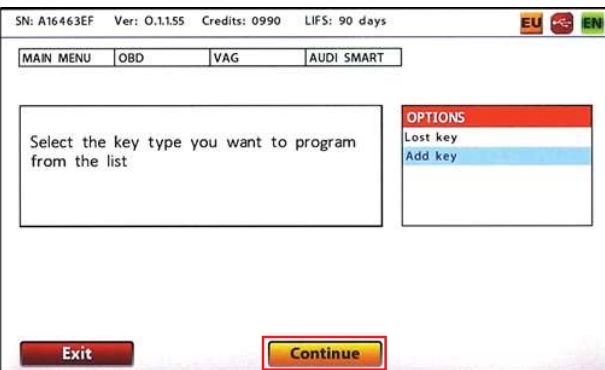 SN: A16463EF Ver: O.1.1.55 Credits: 0990 LIFS: 90 days EU EN
MAIN MENU OBD VAG AUDI SMART
OPTIONS
Lost key
Add key
Select the key type you want to program
from the list
Exit Continue